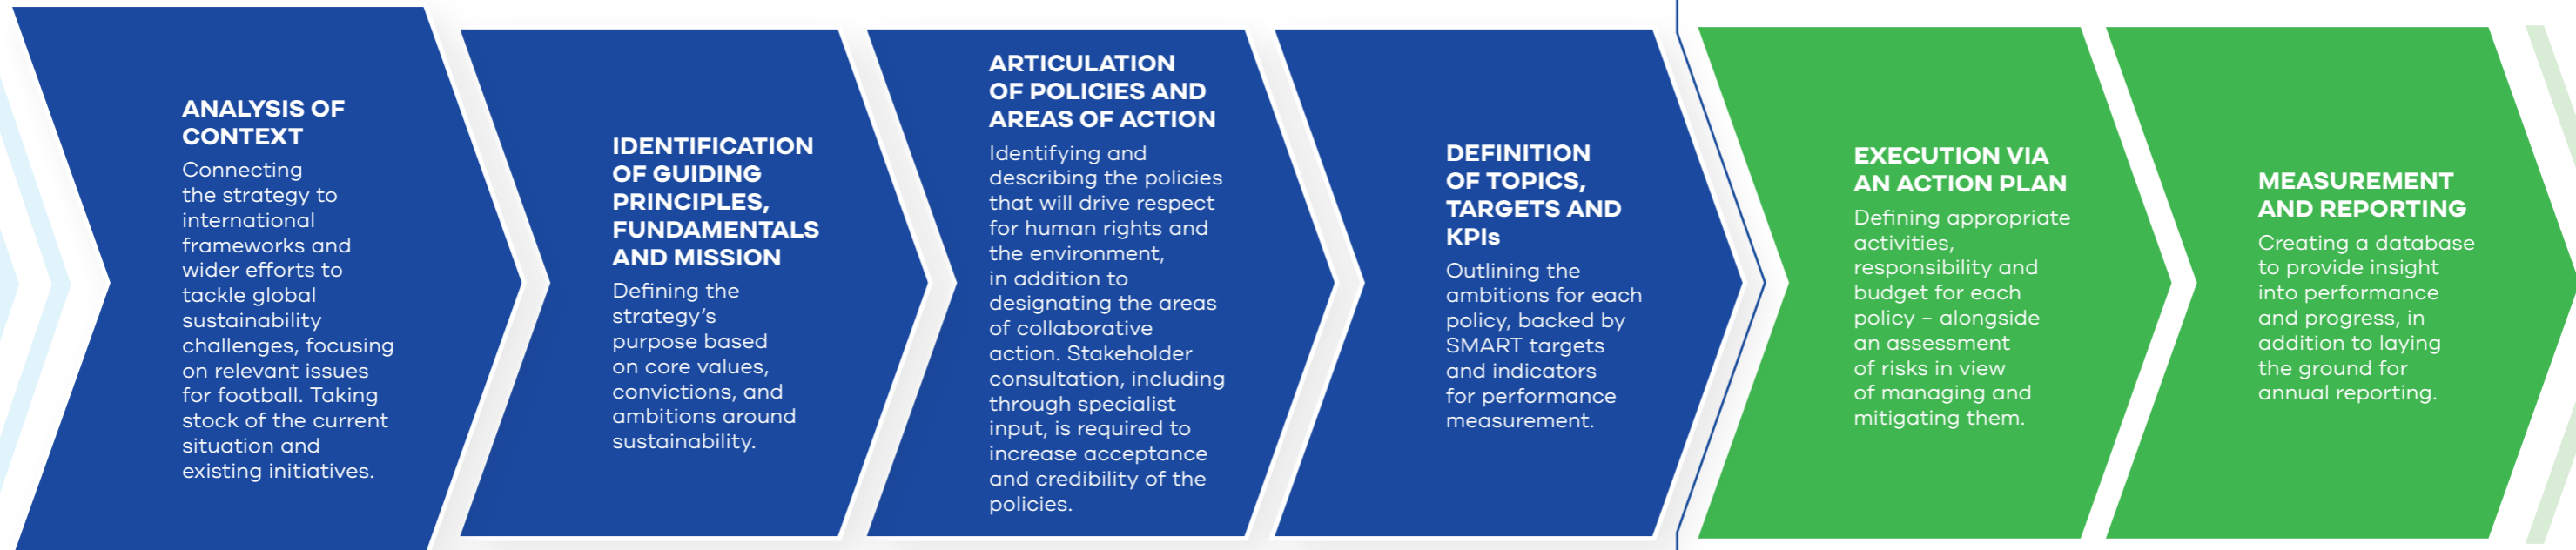 ANALYSIS OF
CONTEXT
Connecting
the strategy to
international
frameworks and
wider efforts to
tackle global
sustainability
challenges, focusing
on relevant issues
for football. Taking
stock of the current
situation and
existing initiatives.
IDENTIFICATION
OF GUIDING
PRINCIPLES,
FUNDAMENTALS
AND MISSION
Defining the
strategy’s
purpose based
on core values,
convictions, and
ambitions around
sustainability.
ARTICULATION
OF POLICIES AND
AREAS OF ACTION
Identifying and
describing the policies
that will drive respect
for human rights and
the environment,
in addition to
designating the areas
of collaborative
action. Stakeholder
consultation, including
through specialist
input, is required to
increase acceptance
and credibility of the
policies.
DEFINITION
OF TOPICS,
TARGETS AND
KPIs
Outlining the
ambitions for each
policy, backed by
SMART targets
and indicators
for performance
measurement.
EXECUTION VIA
AN ACTION PLAN
Defining appropriate
activities,
responsibility and
budget for each
policy – alongside
an assessment
of risks in view
of managing and
mitigating them.
MEASUREMENT
AND REPORTING
Creating a database
to provide insight
into performance
and progress, in
addition to laying
the ground for
annual reporting.